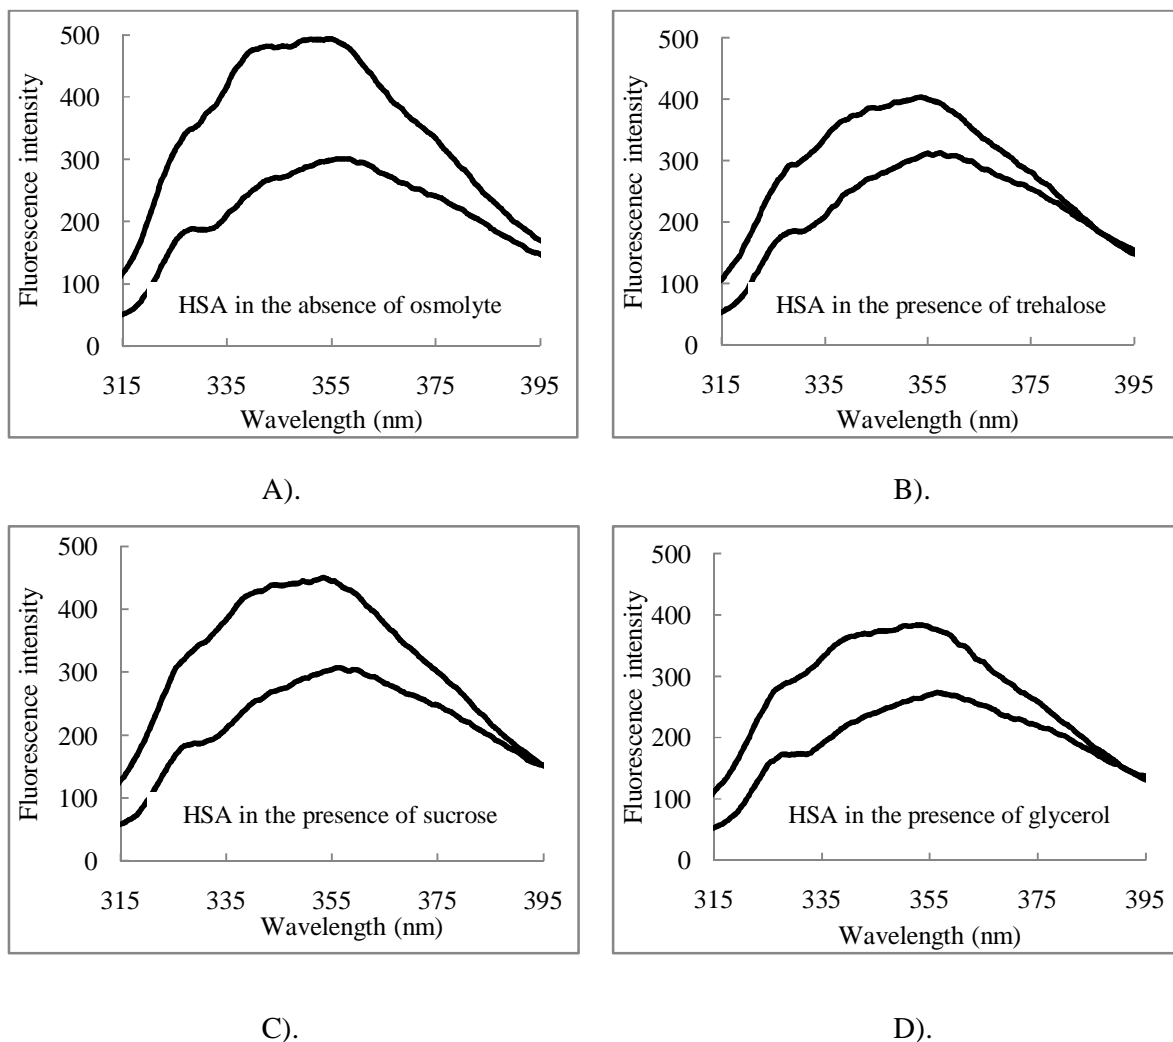 500
400
300
200
100
0
Fluorescence intensity
HSA in the absence of osmolyte
315 335 355 375 395
Wavelength (nm)
A).
500
400
300
200
100
0
Fluorescenec intensity
HSA in the presence of trehalose
315 335 355 375 395
Wavelength (nm)
B).
500
400
300
200
100
0
Fluorescence intensity
HSA in the presence of sucrose
315 335 355 375 395
Wavelength (nm)
C).
500
400
300
200
100
0
Fluorescence intensity
HSA in the presence of glycerol
315 335 355 375 395
Wavelength (nm)
D).